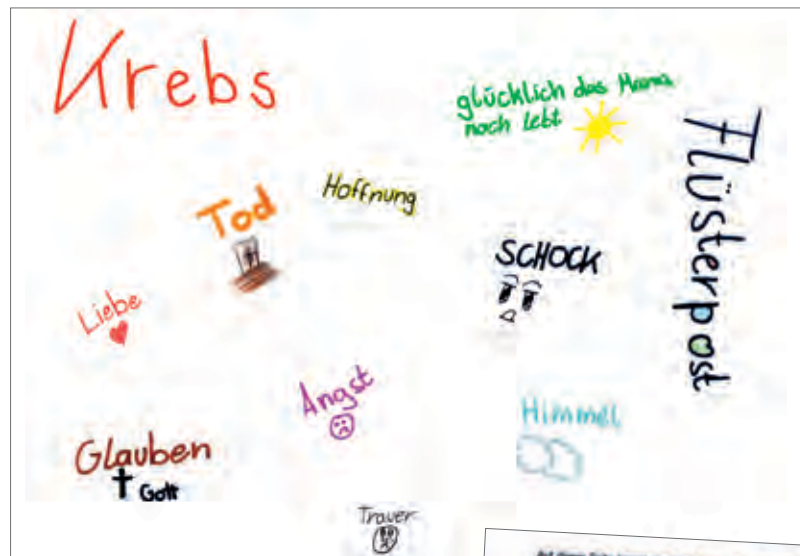 Krebs
glücklich das Mama
noch lebt
Flüsterpost
Hoffnung
Tod
SCHOCK
Liebe
Angst
Himmel
Glauben
Gott
Trauer